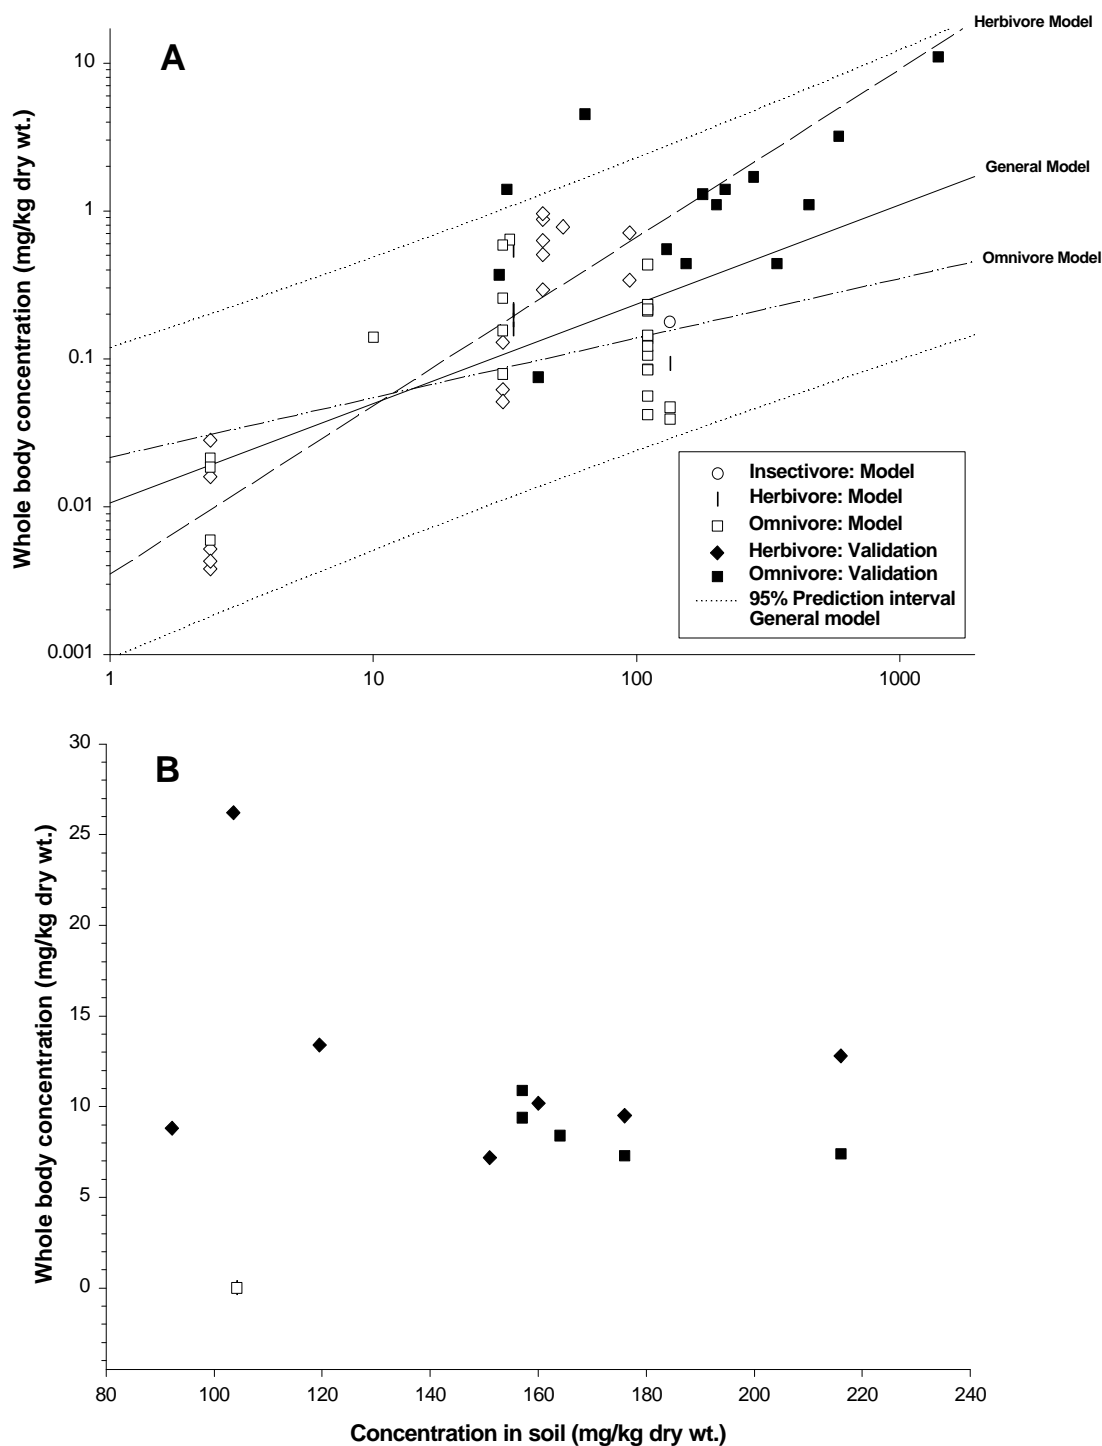 Herbivore Model
A
10
Whole body concentration (mg/kg dry wt.)
General Model
1
Omnivore Model
0.1
Insectivore: Model
Herbivore: Model
Omnivore: Model
Herbivore: Validation
Omnivore: Validation
95% Prediction interval
General model
0.01
0.001
1 10 100 1000
B
30
25
20
15
10
5
0
Whole body concentration (mg/kg dry wt.)
80 100 120 140 160 180 200 220 240
Concentration in soil (mg/kg dry wt.)